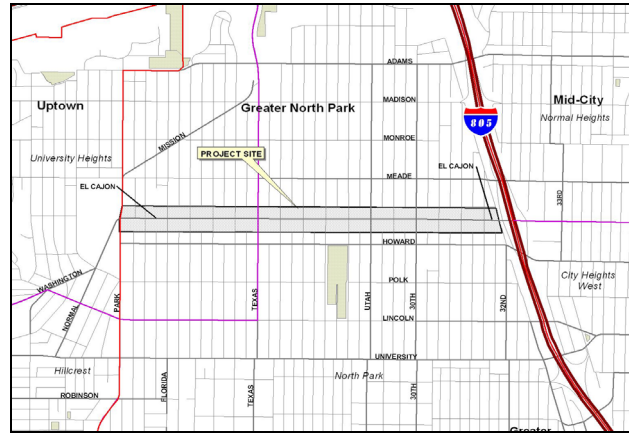 ADAMS
Uptown
Greater North Park
MADISON
Mid-City
Normal Heights
805
MONROE
MISSION
University Heights
PROJECT SITE
EL CAJON
MEADE
EL CAJON
33RD
HOWARD
WASHINGTON
NORMAL
PARK
TEXAS
UTAH
POLK
30TH
32ND
City Heights
West
LINCOLN
UNIVERSITY
Hillcrest
North Park
ROBINSON
FLORIDA
TEXAS
30TH
Greater